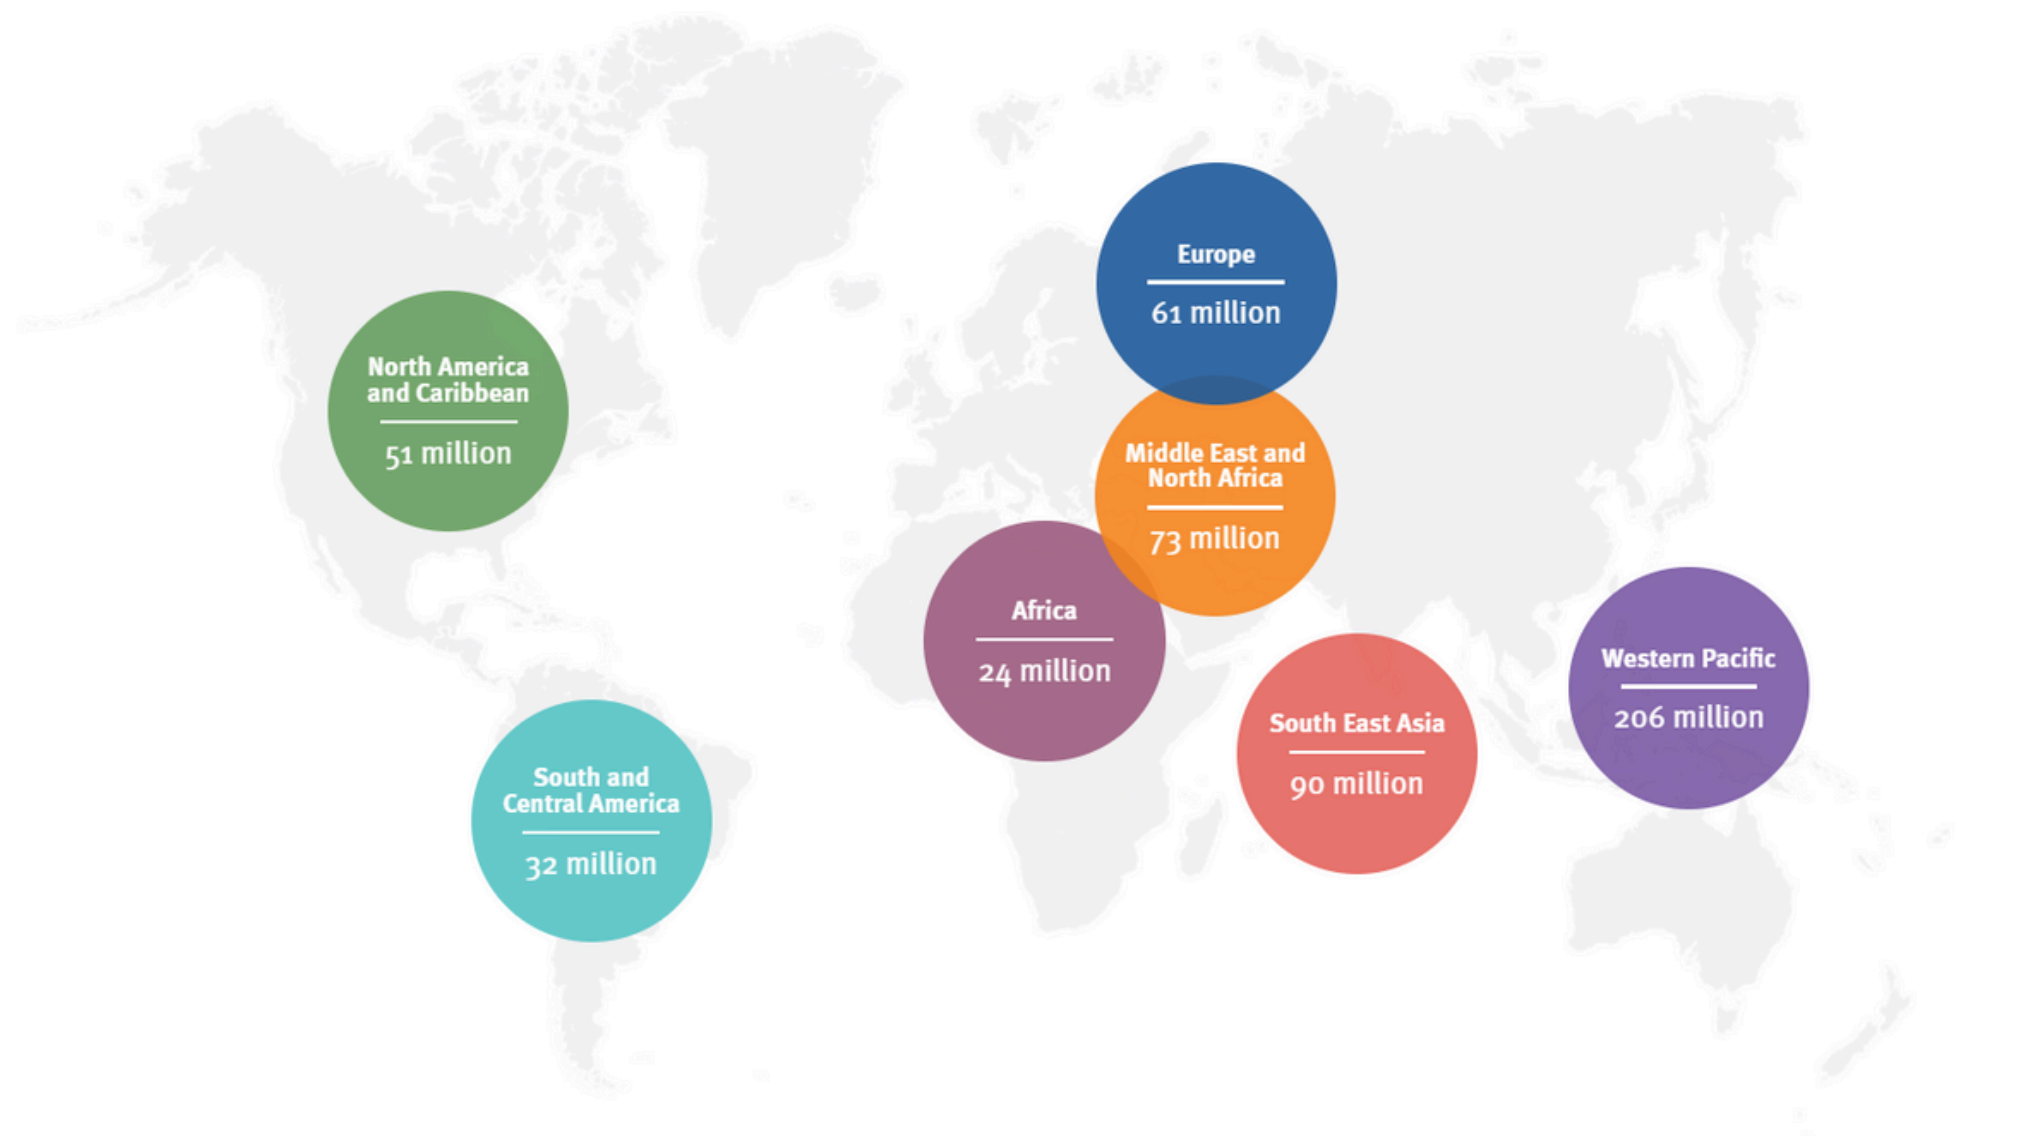 Europe
61 million
North America
and Caribbean
51 million
Middle East and
North Africa
73 million
Africa
24 million
Western Pacific
206 million
South East Asia
90 million
South and
Central America
32 million